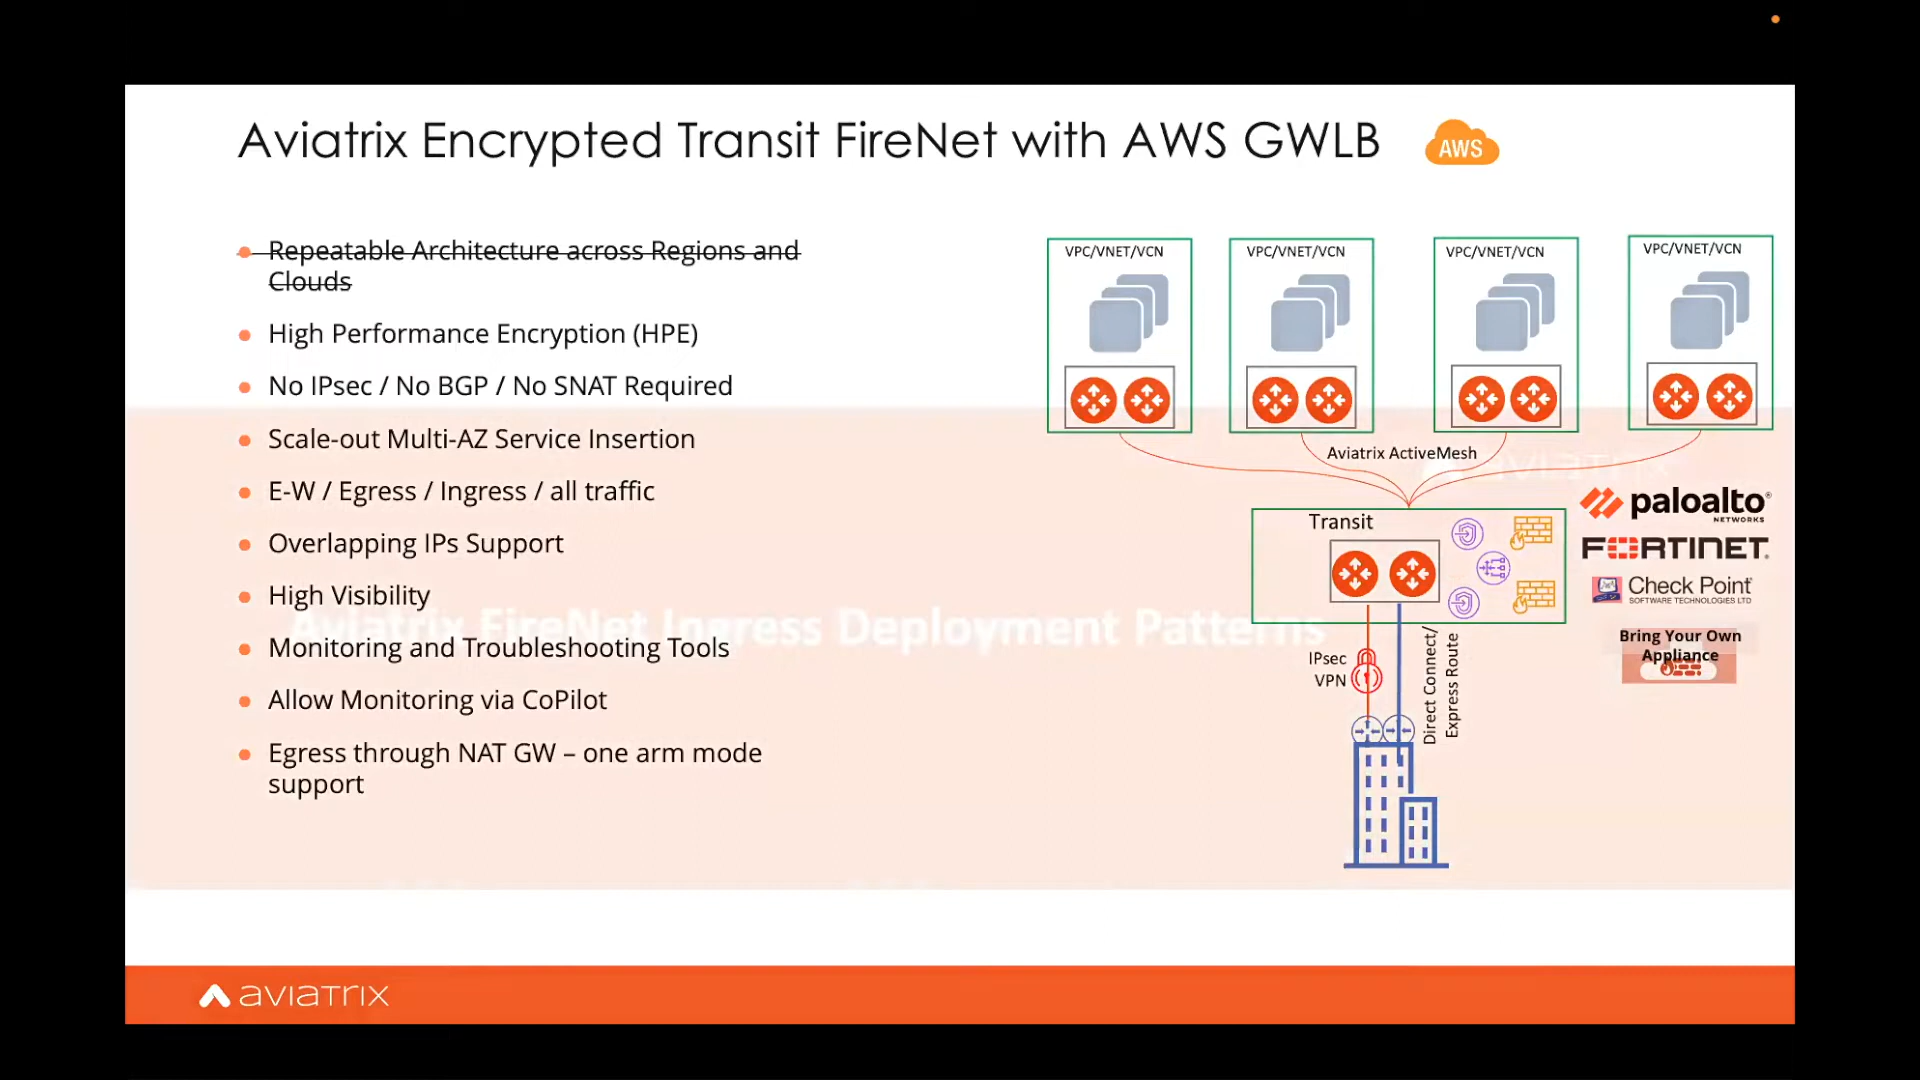 Aviatrix Encrypted Transit FireNet with AWS GWLB
AWS
Repeatable Architecture across Regions and
Clouds
High Performance Encryption (HPE)
No IPsec / No BGP / No SNAT Required
Scale-out Multi-AZ Service Insertion
E-W / Egress / Ingress / all traffic
Overlapping IPs Support
High Visibility
Monitoring and Troubleshooting Tools
Allow Monitoring via CoPilot
Egress through NAT GW – one arm mode
support
Aviatrix FireNet Ingress Deployment Patterns
VPC/VNET/VCN
VPC/VNET/VCN
VPC/VNET/VCN
VPC/VNET/VCN
Aviatrix ActiveMesh
aviatrix
Transit
paloalto
NETWORKS
FORTINET
Check Point
SOFTWARE TECHNOLOGIES LTD
Bring Your Own
Appliance
IPsec
VPN
Direct Connect/
Express Route
aviatrix